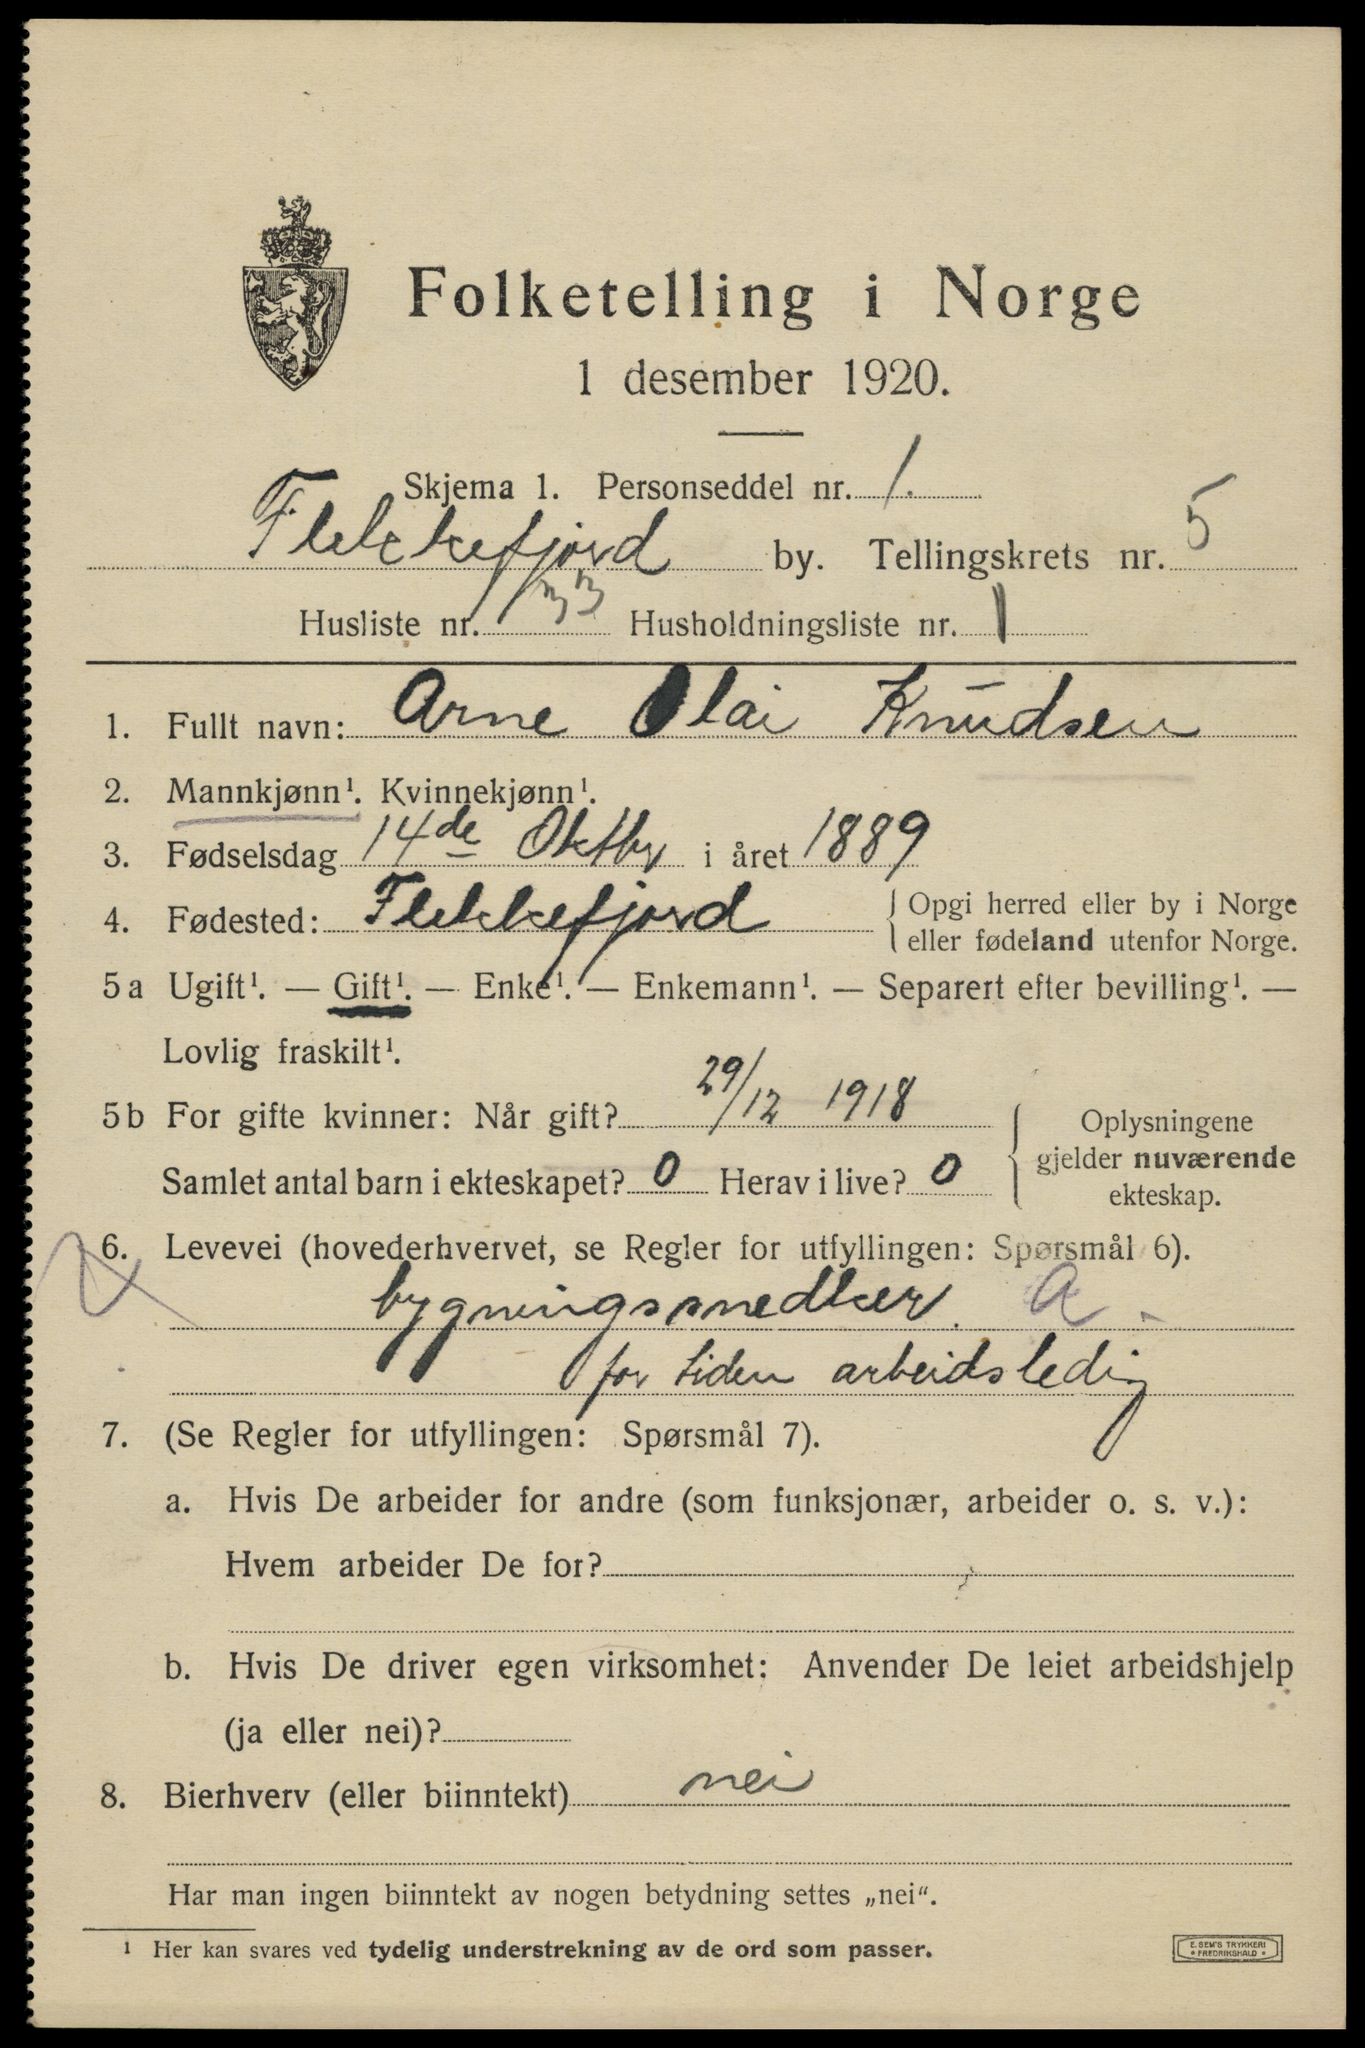 Folketelling i Norge
1 desember 1920.
Skjema 1. Personseddel nr. 1.
Flekkefjord by. Tellingskrets nr. 5
Husliste nr. 33 Husholdningsliste nr. 1
1. Fullt navn: Arne Olai Knudsen
2. Mannkjønn¹. Kvinnekjønn¹.
3. Fødselsdag 14de Oktbr i året 1889
4. Fødested: Flekkefjord { Opgi herred eller by i Norge
eller fødeland utenfor Norge.
5a Ugift¹. — Gift¹. — Enke¹. — Enkemann¹. — Separert efter bevilling¹. —
Lovlig fraskilt¹.
5b For gifte kvinner: Når gift? 29/12 1918
Samlet antal barn i ekteskapet? 0 Herav i live? 0
Oplysningene
gjelder nuværende
ekteskap.
6. Levevei (hovederhvervet, se Regler for utfyllingen: Spørsmål 6).
bygningssnedker. A
for tiden arbeidsledig
7. (Se Regler for utfyllingen: Spørsmål 7).
a. Hvis De arbeider for andre (som funksjonær, arbeider o. s. v.):
Hvem arbeider De for?
b. Hvis De driver egen virksomhet: Anvender De leiet arbeidshjelp
(ja eller nei)?
8. Bierhverv (eller biinntekt) nei
Har man ingen biinntekt av nogen betydning settes „nei“.
¹ Her kan svares ved tydelig understrekning av de ord som passer.
E. SEM'S TRYKKERI
• FREDRIKSHALD •